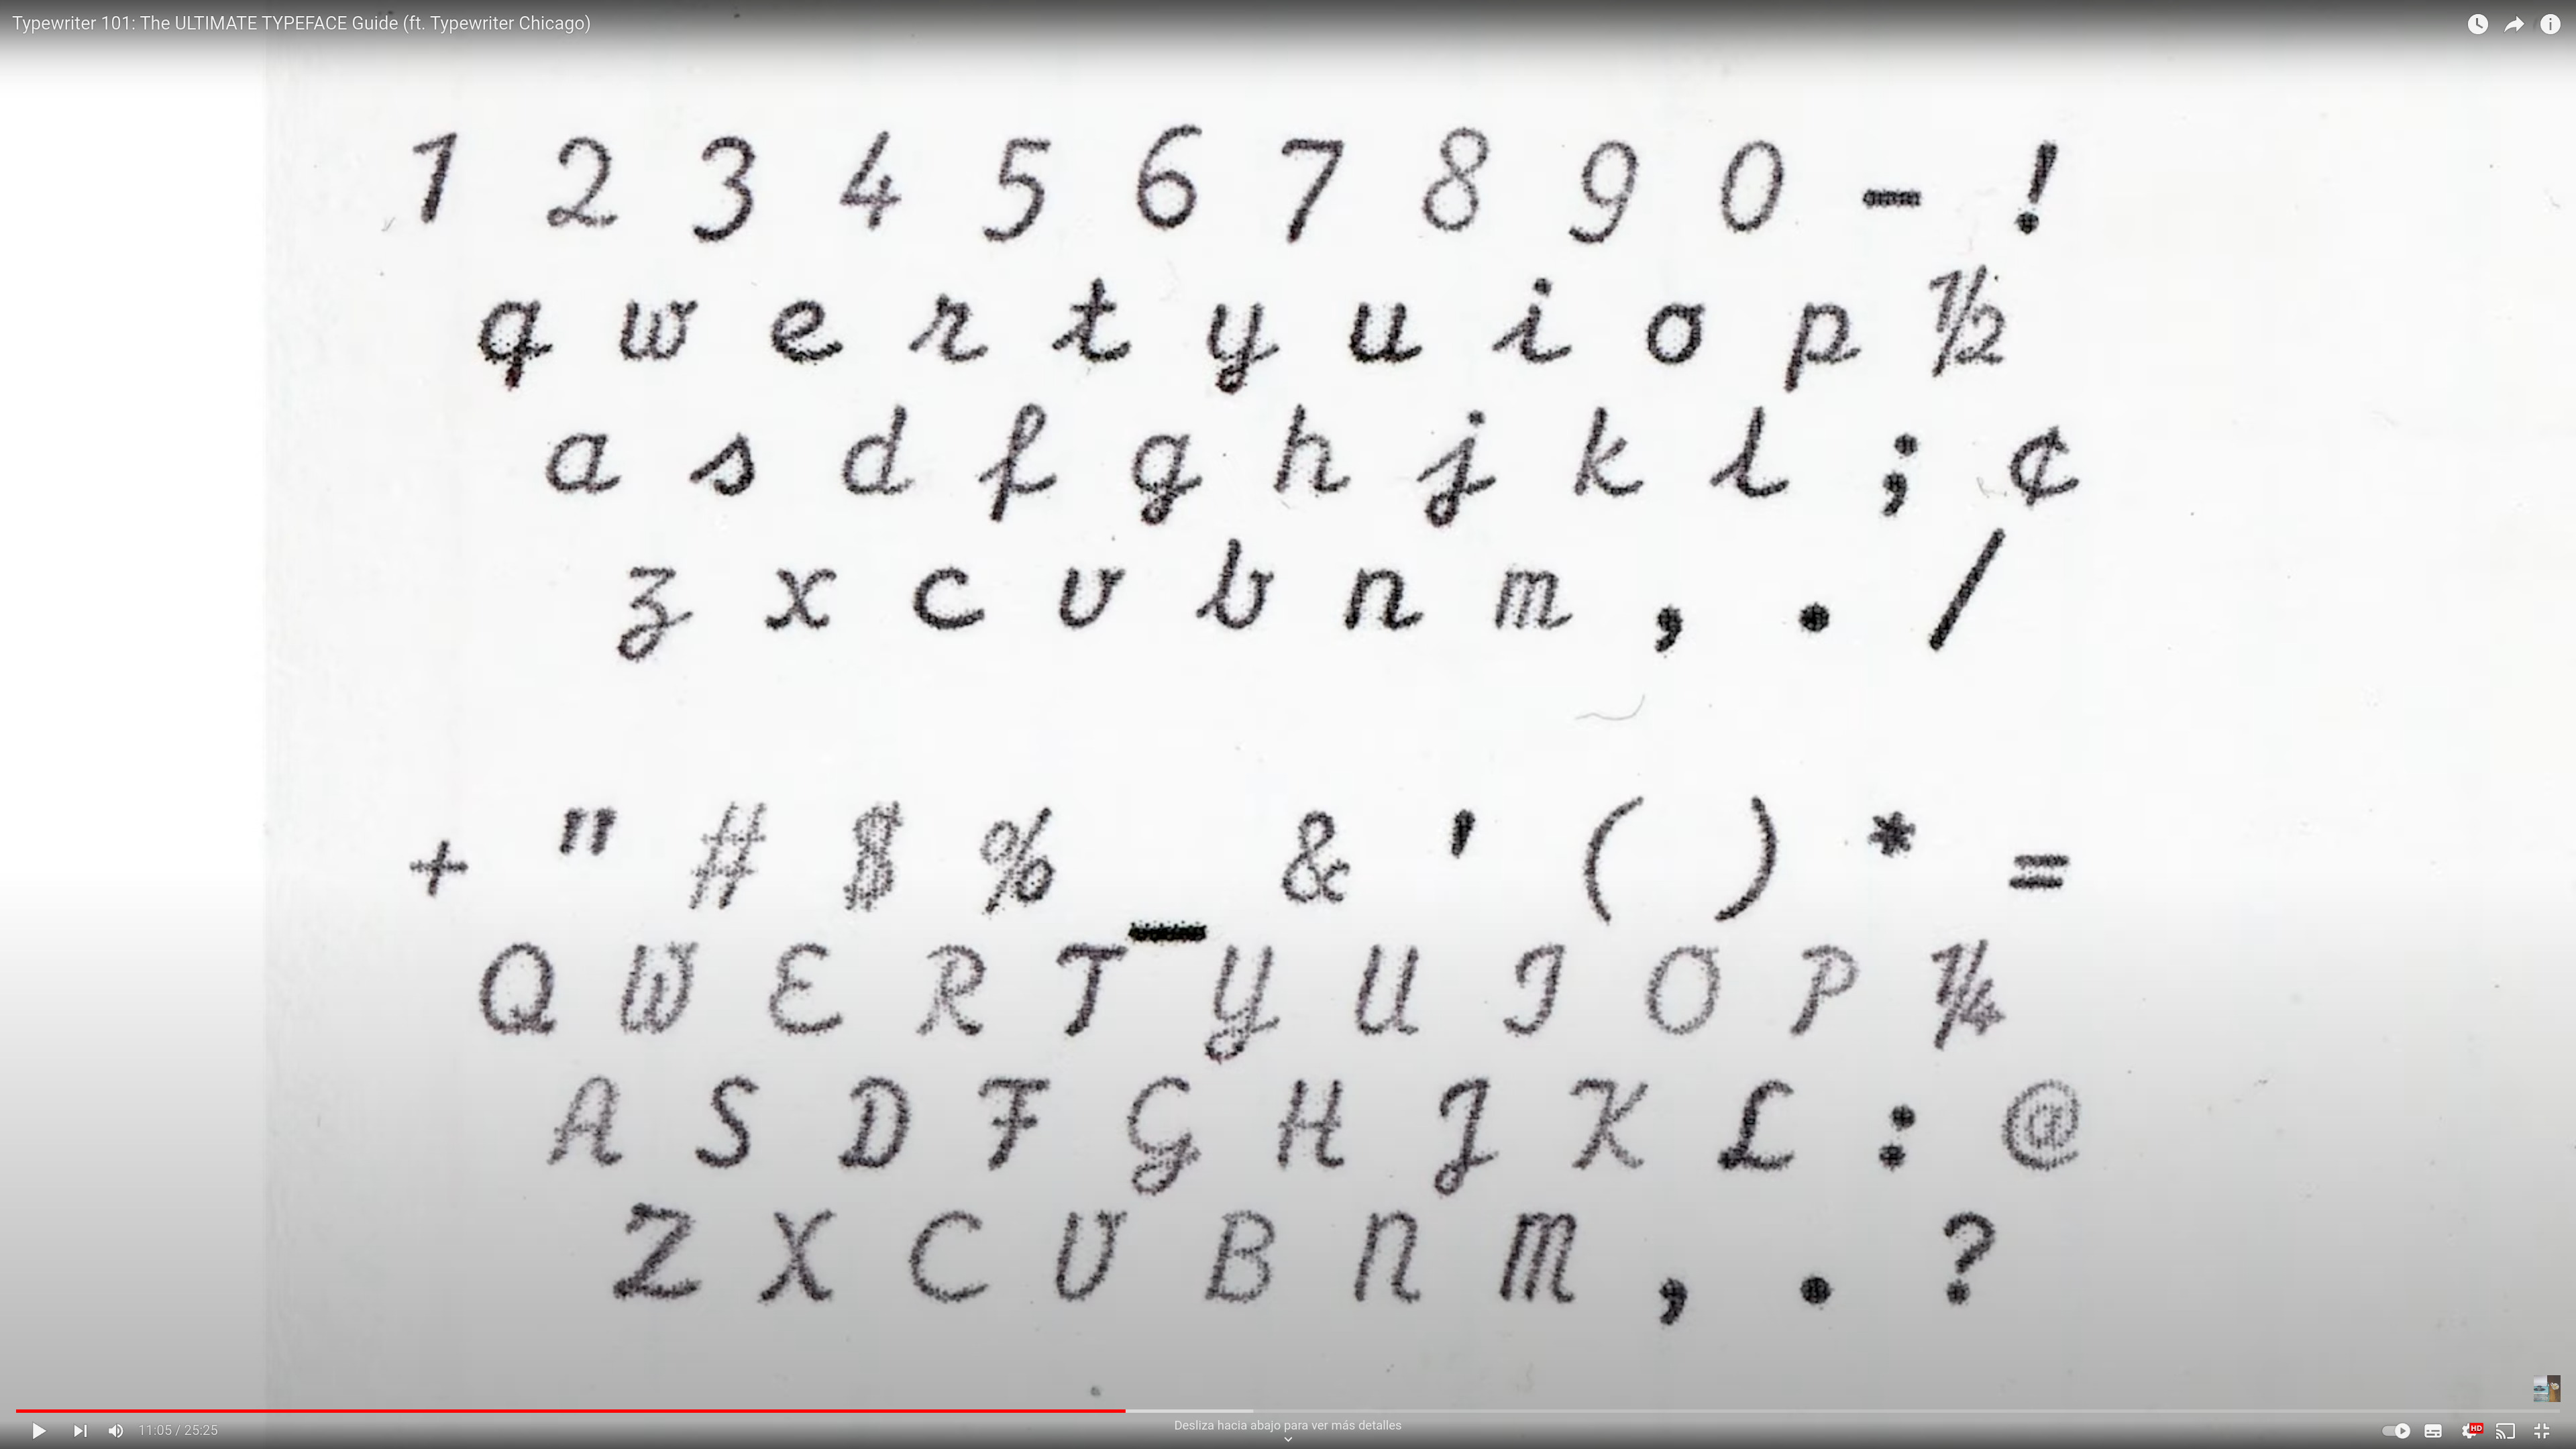 Typewriter 101: The ULTIMATE TYPEFACE Guide (ft. Typewriter Chicago)
1 2 3 4 5 6 7 8 9 0 - !
q w e r t y u i o p ½
a s d f g h j k l ; ¢
z x c v b n m , . /
+ " # $ % _ & ' ( ) * =
Q W E R T Y U I O P ¼
A S D F G H J K L : @
Z X C V B N M , . ?
11:05 / 25:25
Desliza hacia abajo para ver más detalles
HD